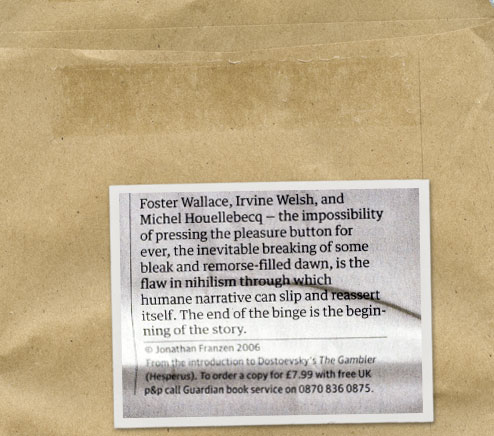 Foster Wallace, Irvine Welsh, and
Michel Houellebecq – the impossibility
of pressing the pleasure button for
ever, the inevitable breaking of some
bleak and remorse-filled dawn, is the
flaw in nihilism through which
humane narrative can slip and reassert
itself. The end of the binge is the begin-
ning of the story.
© Jonathan Franzen 2006
From the introduction to Dostoevsky's The Gambler
(Hesperus). To order a copy for £7.99 with free UK
p&p call Guardian book service on 0870 836 0875.